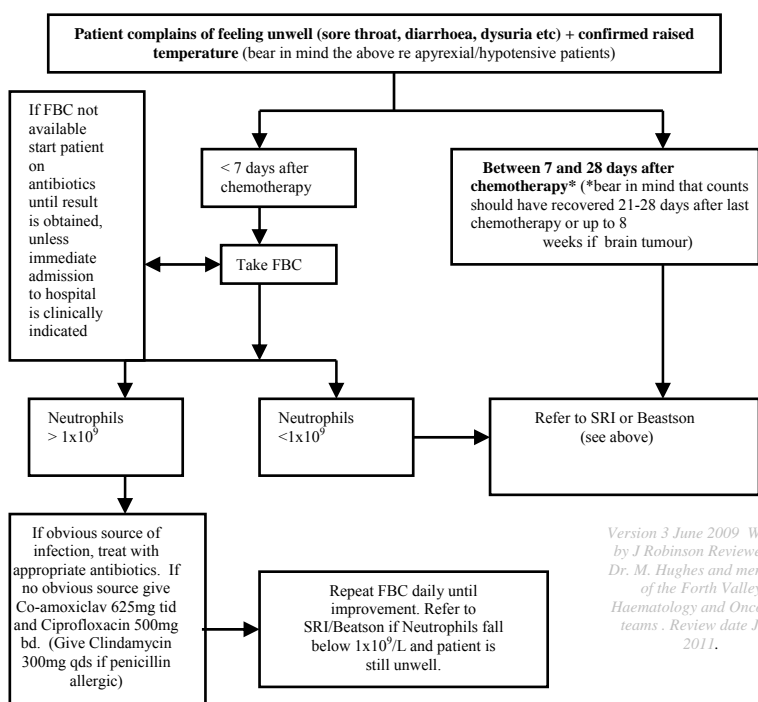 Patient complains of feeling unwell (sore throat, diarrhoea, dysuria etc) + confirmed raised
temperature (bear in mind the above re apyrexial/hypotensive patients)
If FBC not
available
start patient
on
antibiotics
until result
is obtained,
unless
immediate
admission
to hospital
is clinically
indicated
< 7 days after
chemotherapy
Between 7 and 28 days after
chemotherapy* (*bear in mind that counts
should have recovered 21-28 days after last
chemotherapy or up to 8
weeks if brain tumour)
Take FBC
Neutrophils
> 1x10⁹
Neutrophils
<1x10⁹
Refer to SRI or Beastson
(see above)
If obvious source of
infection, treat with
appropriate antibiotics. If
no obvious source give
Co-amoxiclav 625mg tid
and Ciprofloxacin 500mg
bd. (Give Clindamycin
300mg qds if penicillin
allergic)
Repeat FBC daily until
improvement. Refer to
SRI/Beatson if Neutrophils fall
below 1x10⁹/L and patient is
still unwell.
Version 3 June 2009
by J Robinson
Dr. M. Hughes and
of the Forth Valley
Haematology and
teams . Review date
2011.